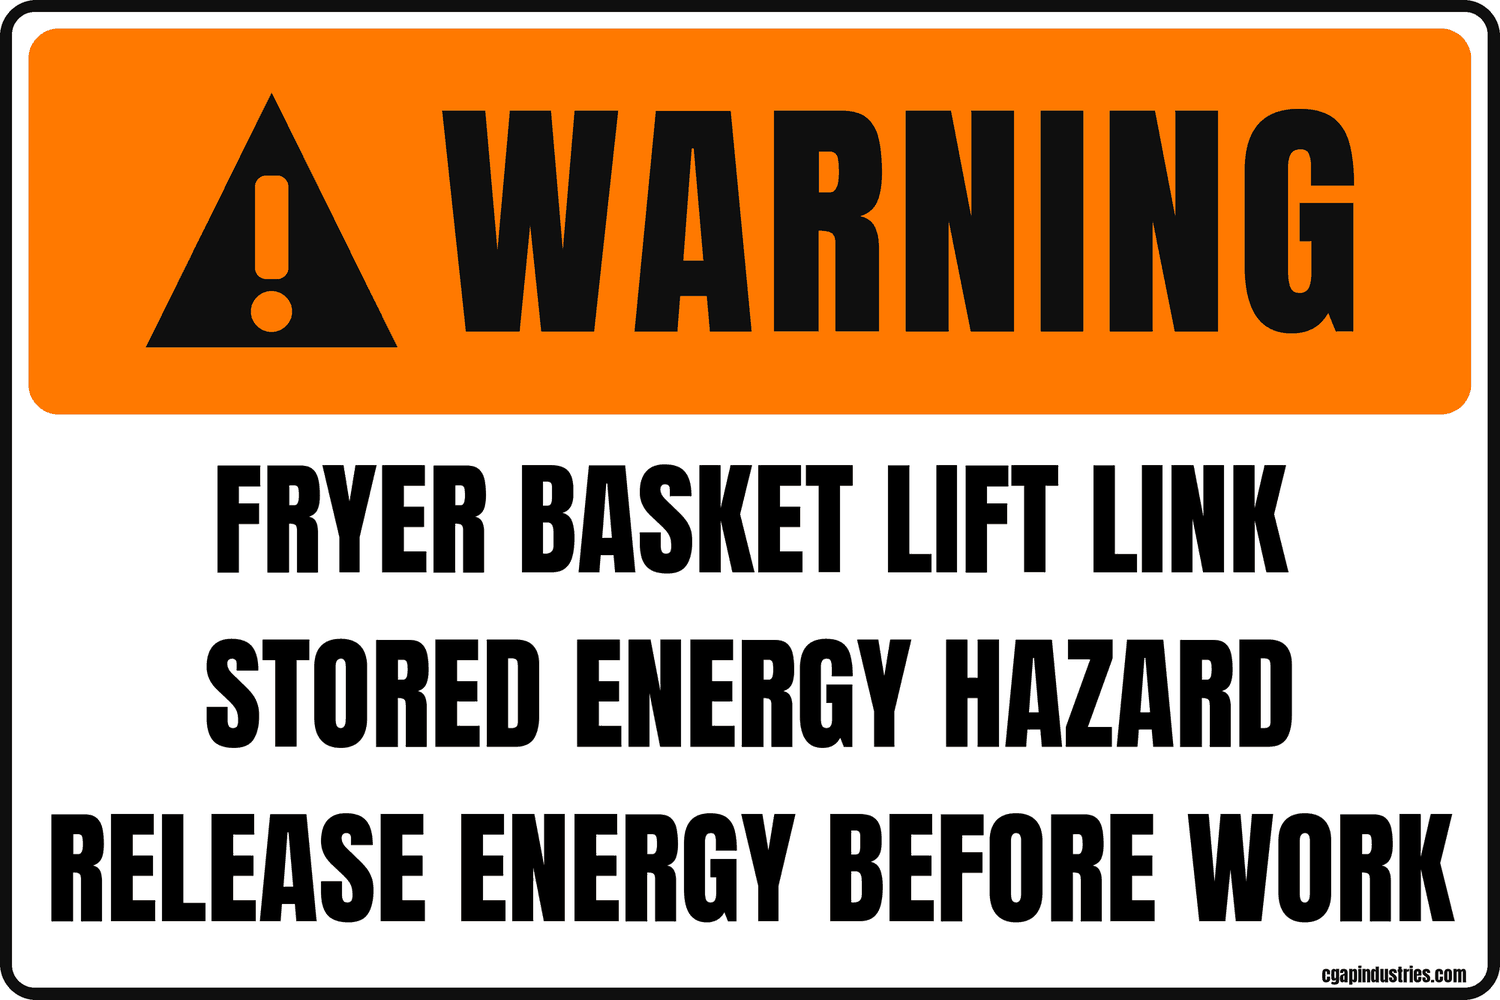 WARNING
FRYER BASKET LIFT LINK
STORED ENERGY HAZARD
RELEASE ENERGY BEFORE WORK
cgapindustries.com